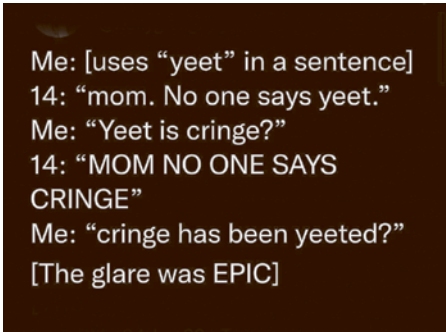 Me: [uses “yeet” in a sentence]
14: “mom. No one says yeet.”
Me: “Yeet is cringe?”
14: “MOM NO ONE SAYS
CRINGE”
Me: “cringe has been yeeted?”
[The glare was EPIC]